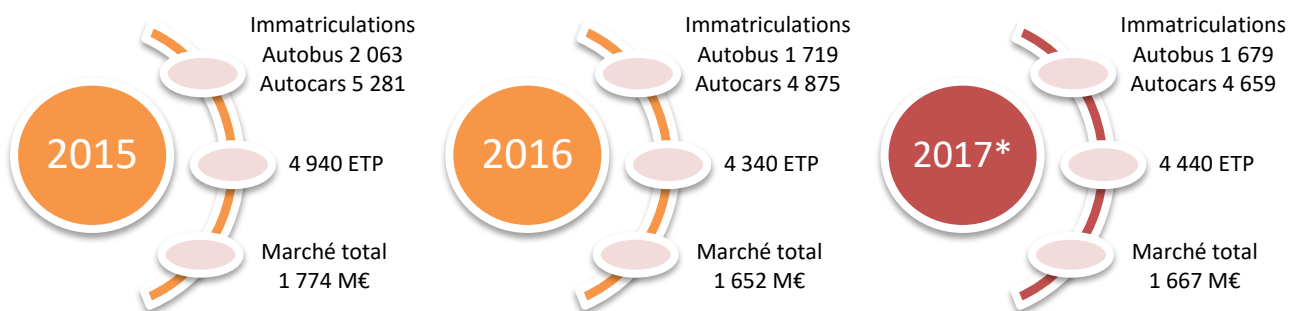 2015
Immatriculations
Autobus 2 063
Autocars 5 281
4 940 ETP
Marché total
1 774 M€
2016
Immatriculations
Autobus 1 719
Autocars 4 875
4 340 ETP
Marché total
1 652 M€
2017*
Immatriculations
Autobus 1 679
Autocars 4 659
4 440 ETP
Marché total
1 667 M€